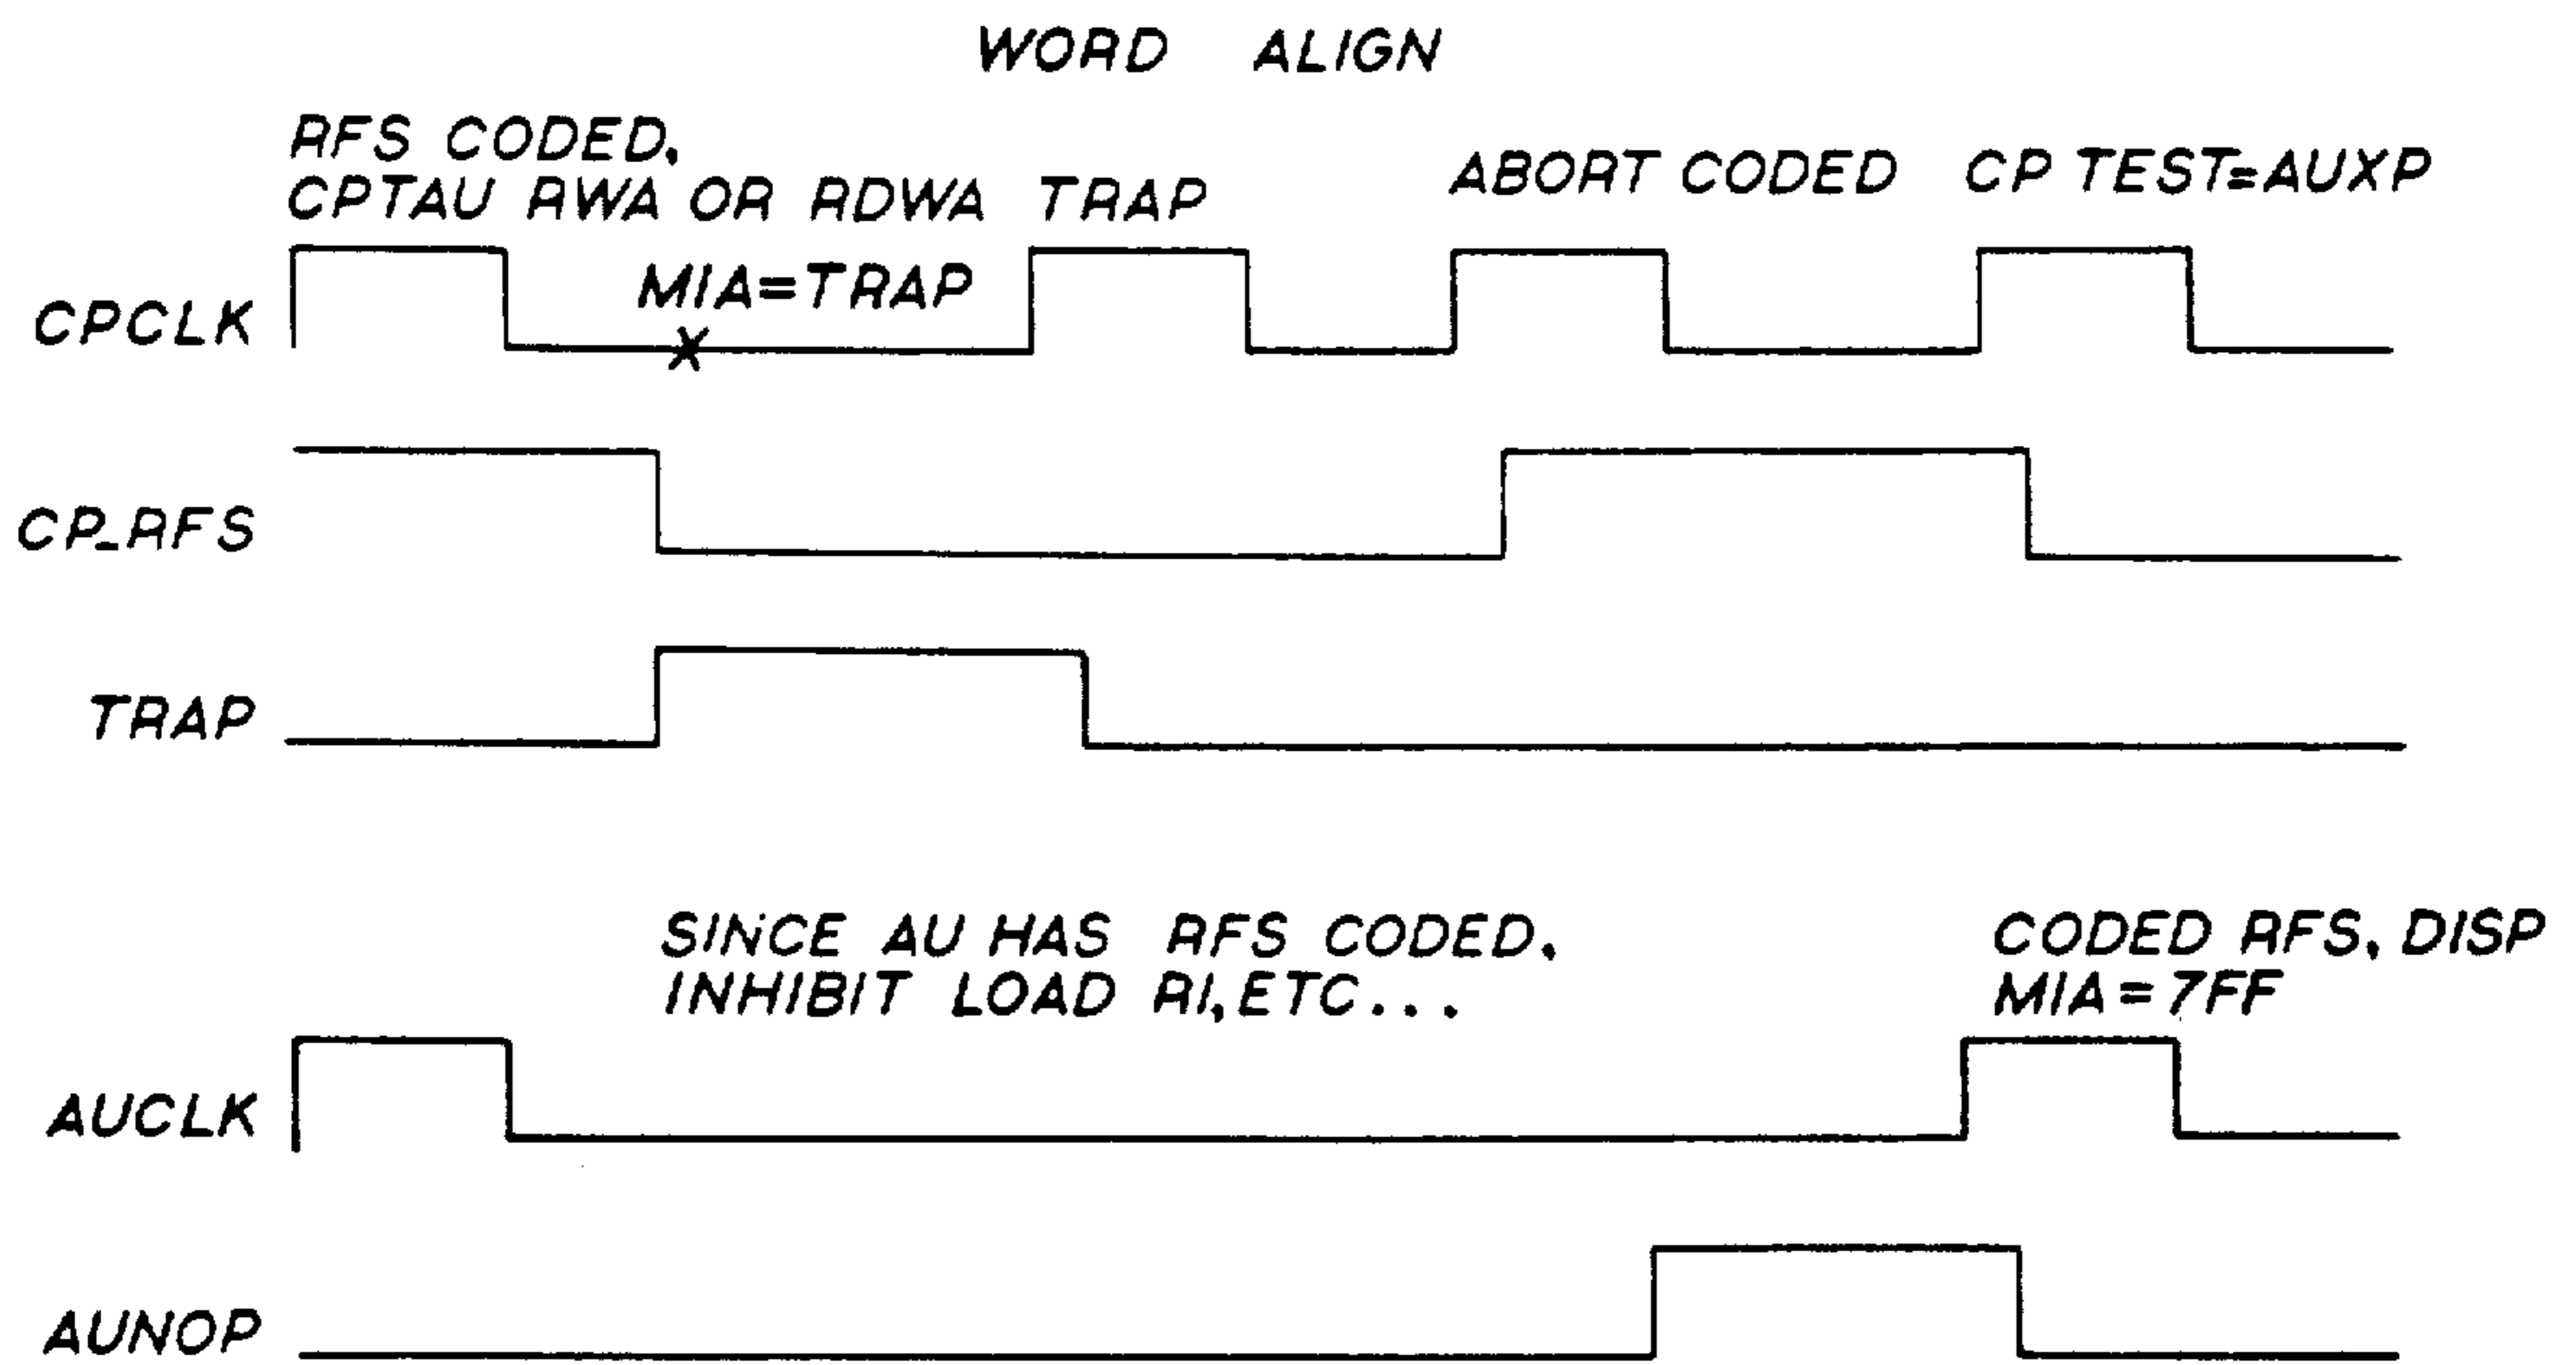 WORD ALIGN
RFS CODED,
CPTAU RWA OR RDWA TRAP
ABORT CODED CP TEST=AUXP
MIA=TRAP
CPCLK
CP_RFS
TRAP
SINCE AU HAS RFS CODED,
INHIBIT LOAD RI, ETC...
CODED RFS, DISP
MIA=7FF
AUCLK
AUNOP